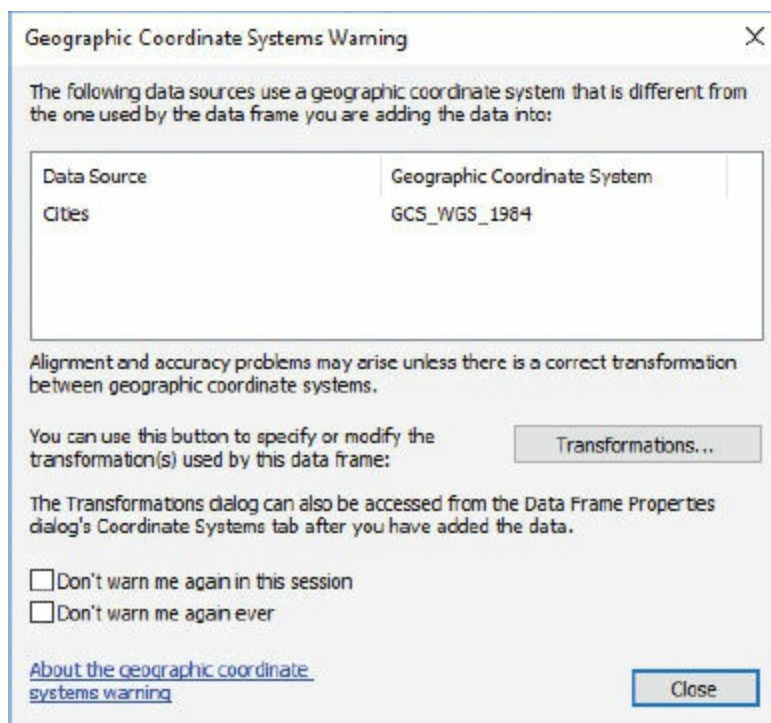 Geographic Coordinate Systems Warning
The following data sources use a geographic coordinate system that is different from
the one used by the data frame you are adding the data into:
Data Source Geographic Coordinate System
Cities GCS_WGS_1984
Alignment and accuracy problems may arise unless there is a correct transformation
between geographic coordinate systems.
You can use this button to specify or modify the
transformation(s) used by this data frame:
Transformations...
The Transformations dialog can also be accessed from the Data Frame Properties
dialog's Coordinate Systems tab after you have added the data.
Don't warn me again in this session
Don't warn me again ever
About the geographic coordinate
systems warning
Close